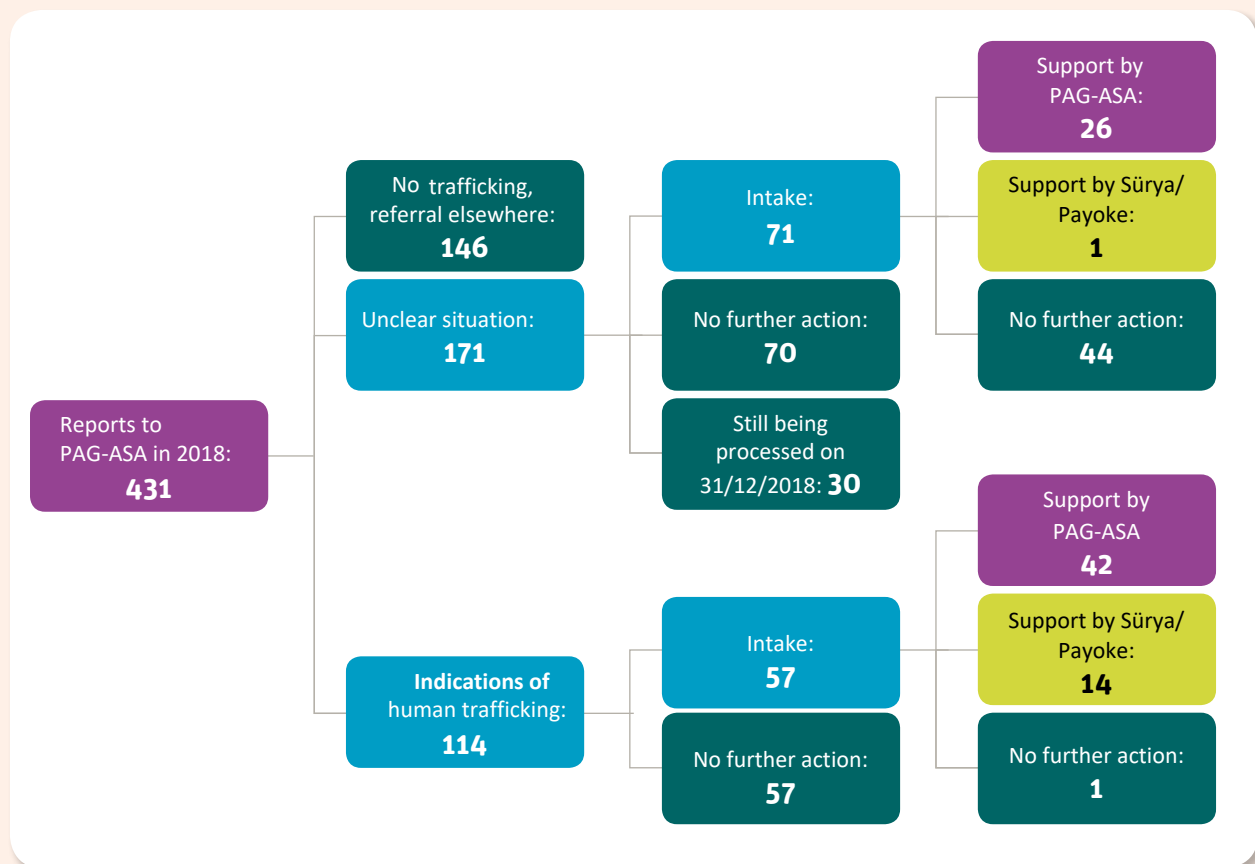 Reports to
PAG-ASA in 2018:
431
No trafficking,
referral elsewhere:
146
Unclear situation:
171
Intake:
71
Support by
PAG-ASA:
26
Support by Sürya/
Payoke:
1
No further action:
44
No further action:
70
Still being
processed on
31/12/2018: 30
Indications of
human trafficking:
114
Intake:
57
Support by
PAG-ASA
42
Support by Sürya/
Payoke:
14
No further action:
1
No further action:
57